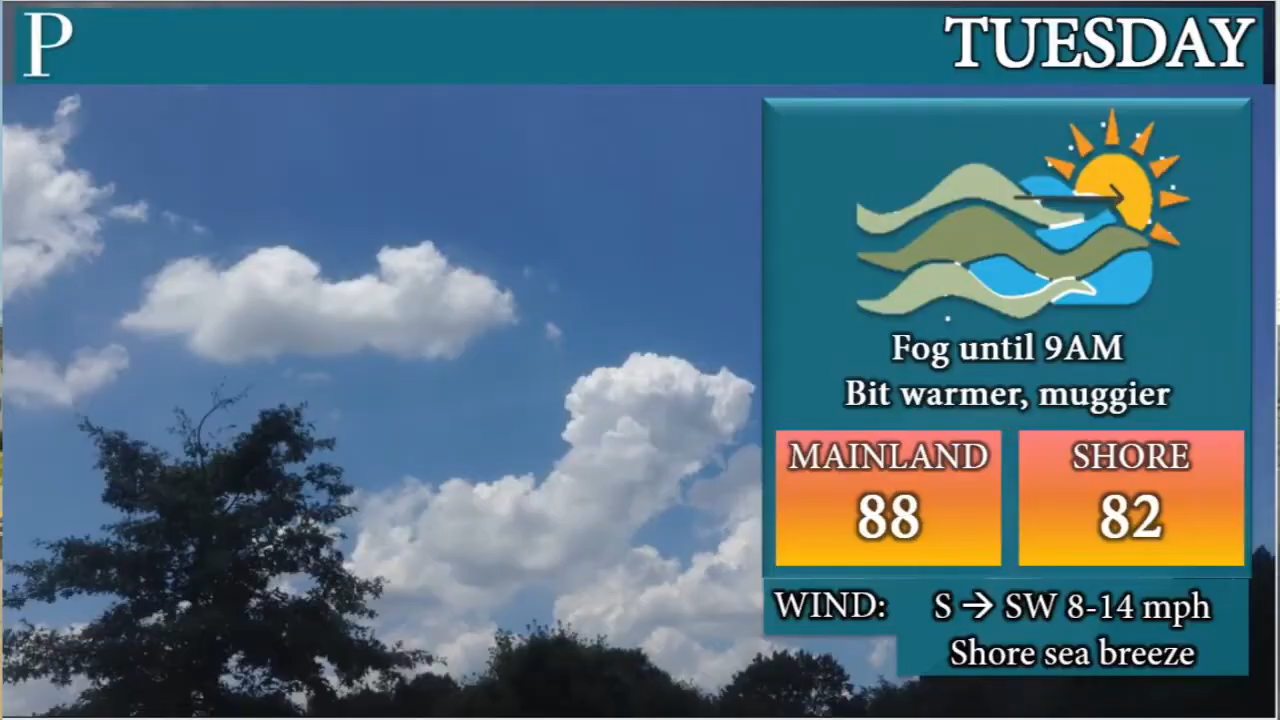 P
TUESDAY
Fog until 9AM
Bit warmer, muggier
MAINLAND
88
SHORE
82
WIND: S → SW 8-14 mph
Shore sea breeze